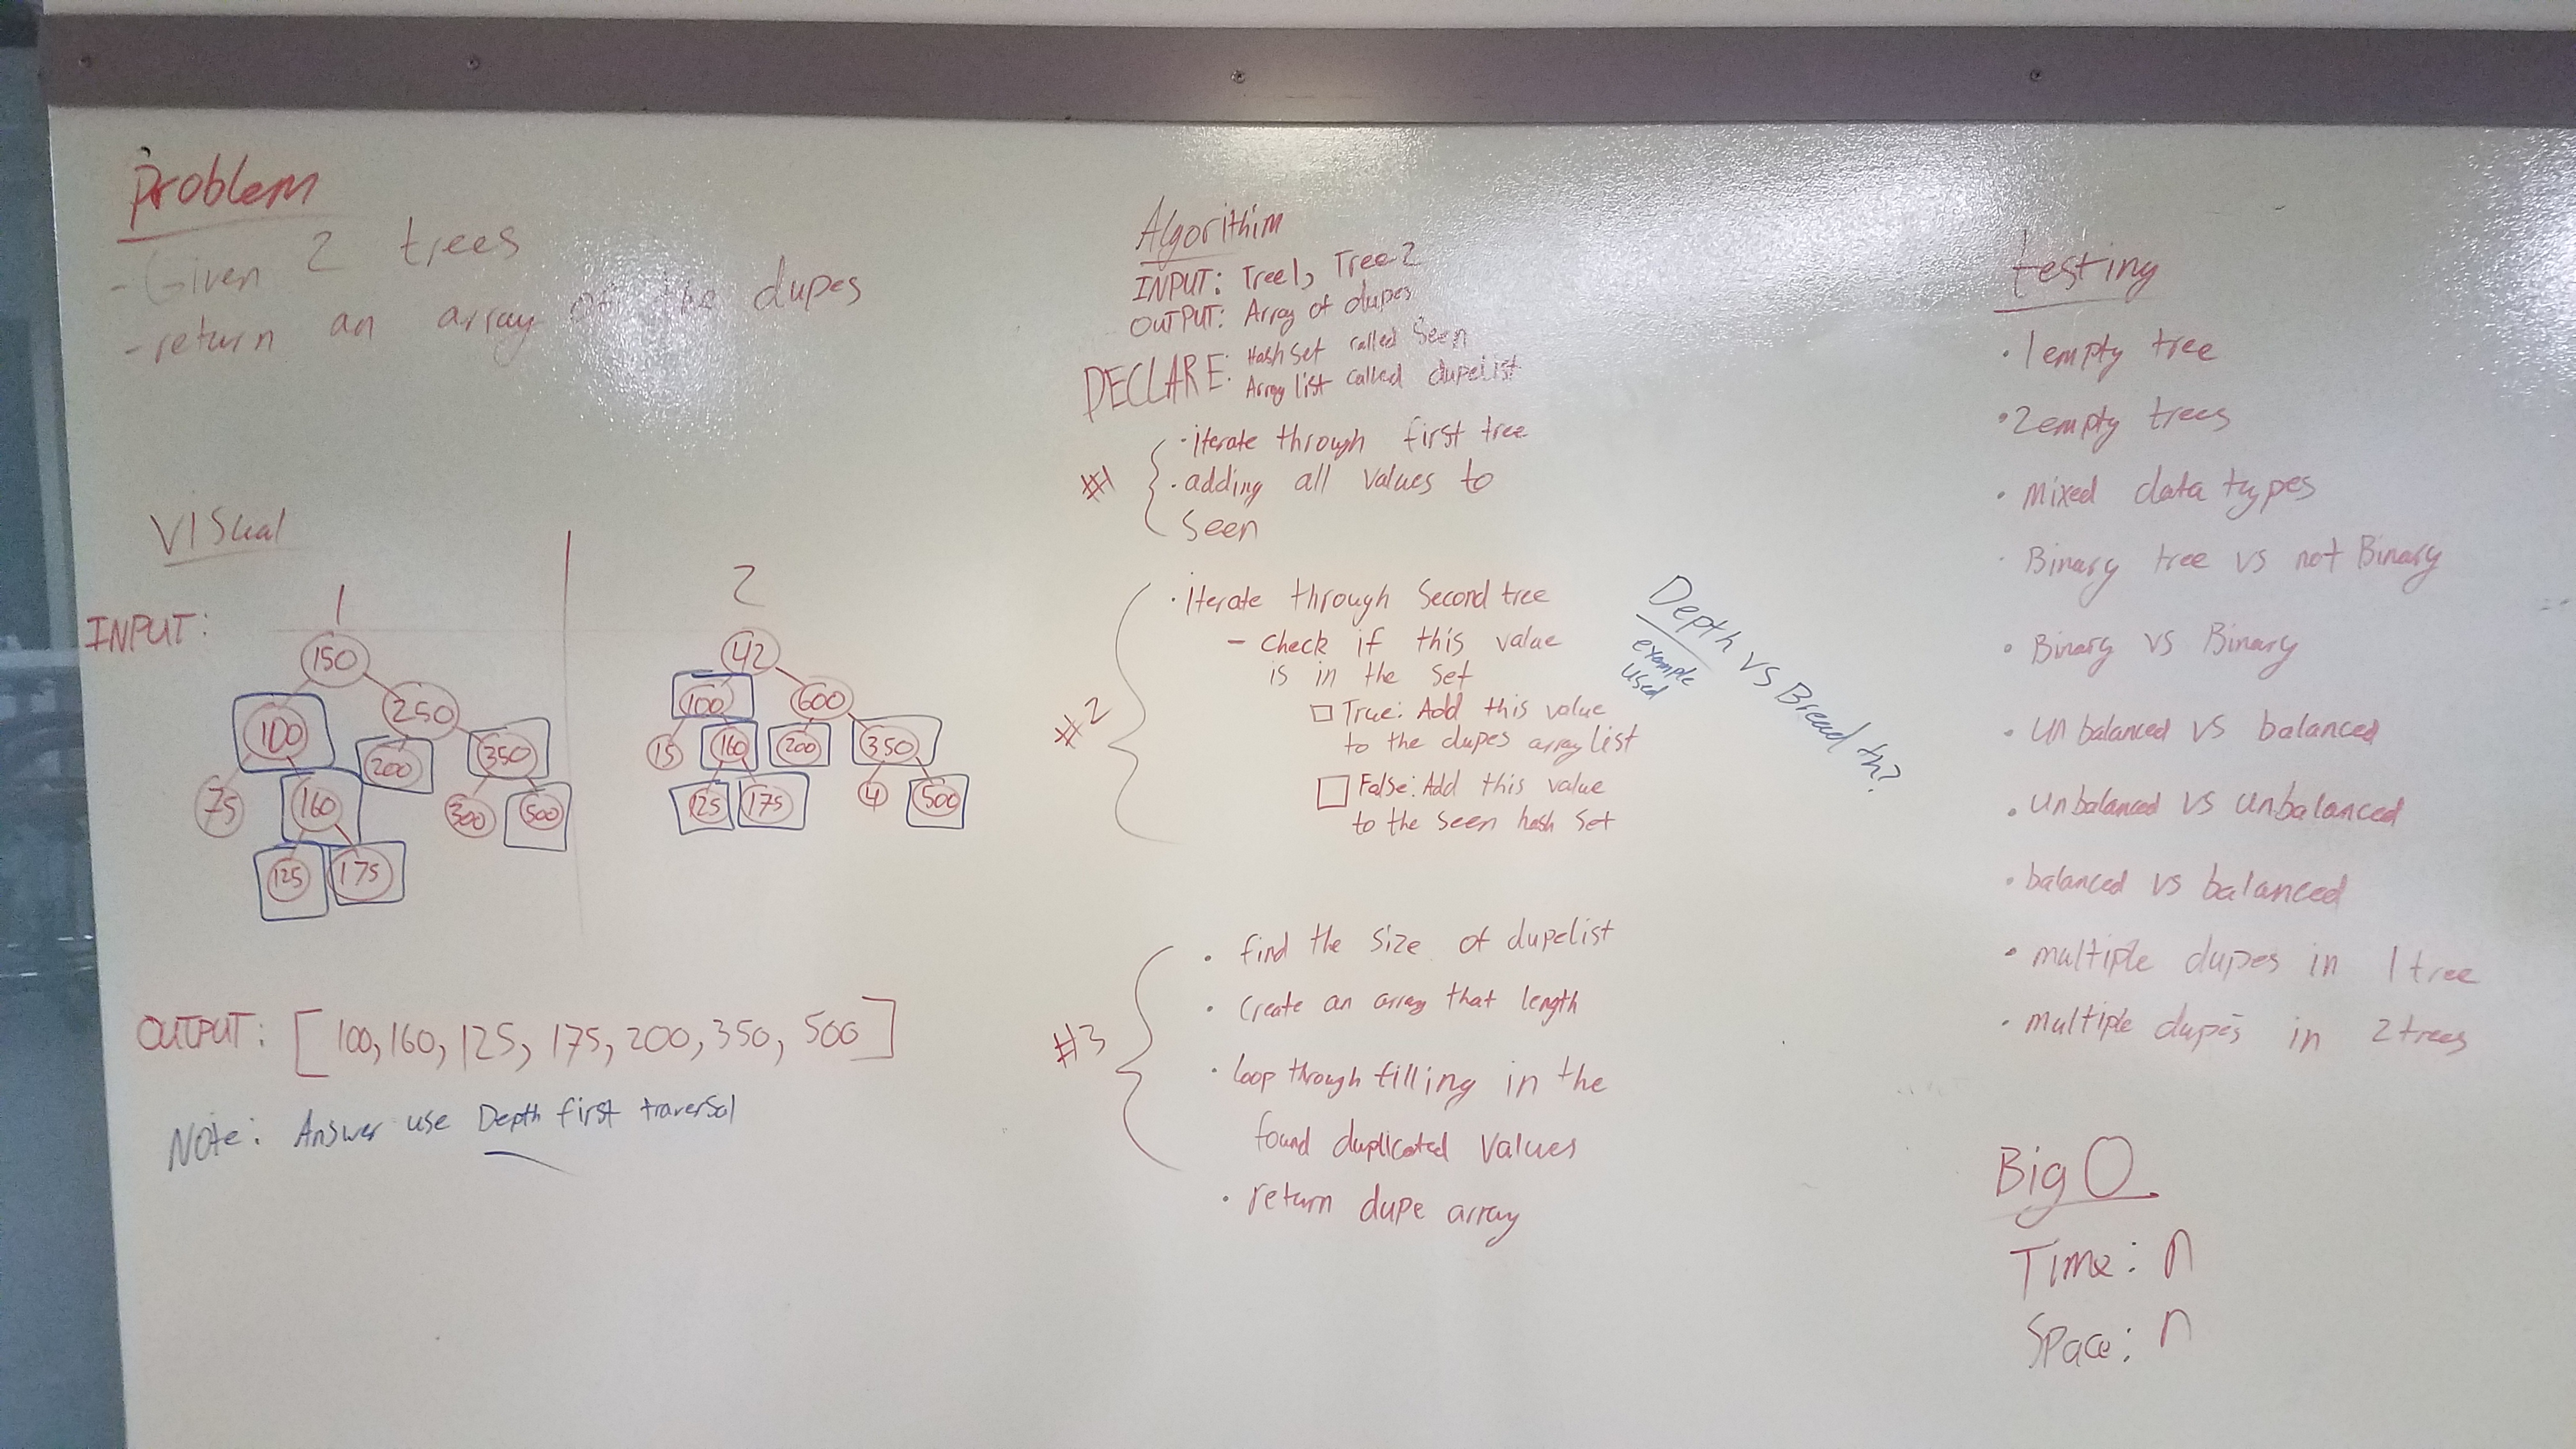 Problem
- Given 2 trees
- return an array of the dupes
VISual
INPUT:
1
150
100 250
75 160 200 350
125 175 300 500
2
42
100 600
15 160 200 350
125 175 4 500
OUTPUT: [100, 160, 125, 175, 200, 350, 500]
Note: Answer use Depth first traversal
Algorithim
INPUT: Tree1, Tree2
OUTPUT: Array of dupes
DECLARE: Hash Set called Seen
Array list called dupelist
#1
· iterate through first tree
· adding all values to
Seen
#2
· iterate through Second tree
- Check if this value
is in the set
□ True: Add this value
to the dupes array list
□ False: Add this value
to the seen hash set
Depth vs Breadth?
example
used
#3
· find the size of dupelist
· create an array that length
· loop through filling in the
found duplicated values
· return dupe array
testing
· 1 empty tree
· 2 empty trees
· mixed data types
· Binary tree vs not Binary
· Binary vs Binary
· unbalanced vs balanced
· unbalanced vs unbalanced
· balanced vs balanced
· multiple dupes in 1 tree
· multiple dupes in 2 trees
Big O
Time: n
Space: n